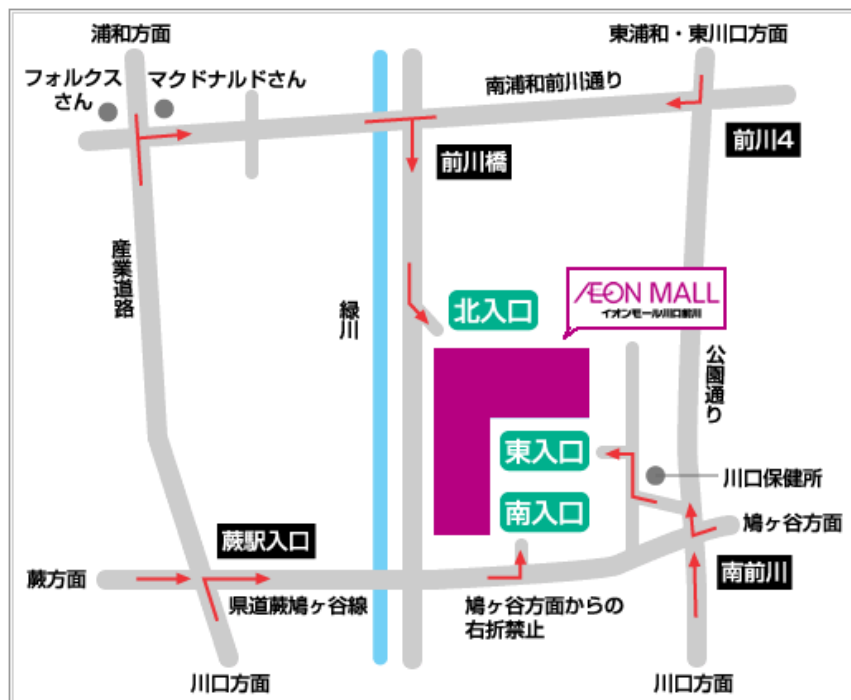 浦和方面
東浦和・東川口方面
フォルクス
さん
マクドナルドさん
南浦和前川通り
前川橋
前川4
産業道路
緑川
北入口
ÆON MALL
イオンモール川口前川
公園通り
東入口
川口保健所
南入口
鳩ヶ谷方面
蕨駅入口
蕨方面
南前川
県道蕨鳩ヶ谷線
鳩ヶ谷方面からの
右折禁止
川口方面
川口方面